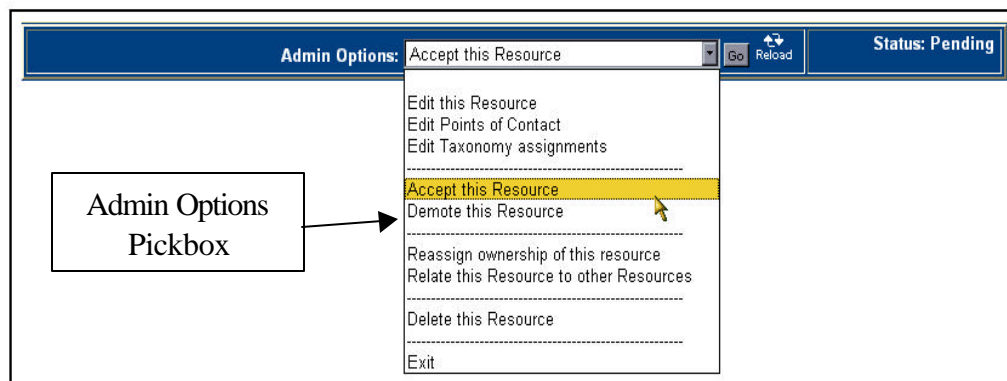 Admin Options: Accept this Resource Go Reload Status: Pending
Edit this Resource
Edit Points of Contact
Edit Taxonomy assignments
--------------------------------------------------------------
Accept this Resource
Demote this Resource
--------------------------------------------------------------
Reassign ownership of this resource
Relate this Resource to other Resources
--------------------------------------------------------------
Delete this Resource
--------------------------------------------------------------
Exit
Admin Options
Pickbox